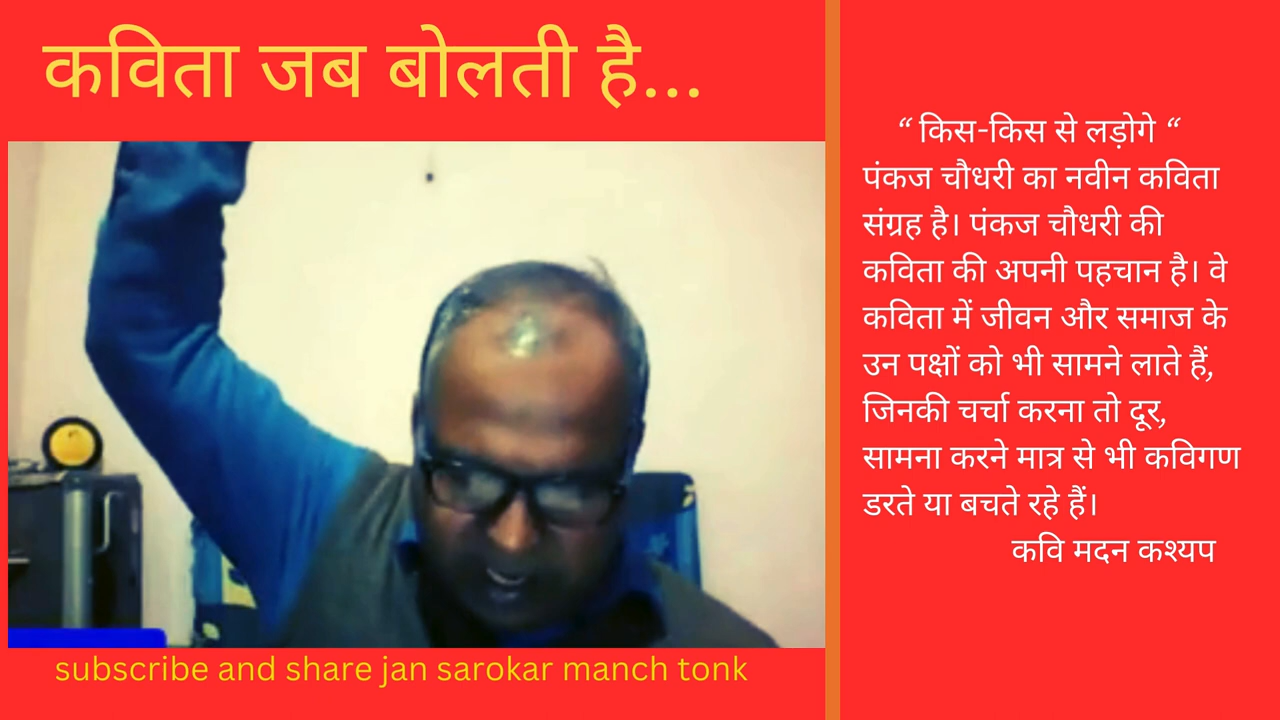 कविता जब बोलती है...
“ किस-किस से लड़ोगे “
पंकज चौधरी का नवीन कविता
संग्रह है। पंकज चौधरी की
कविता की अपनी पहचान है। वे
कविता में जीवन और समाज के
उन पक्षों को भी सामने लाते हैं,
जिनकी चर्चा करना तो दूर,
सामना करने मात्र से भी कविगण
डरते या बचते रहे हैं।
कवि मदन कश्यप
subscribe and share jan sarokar manch tonk